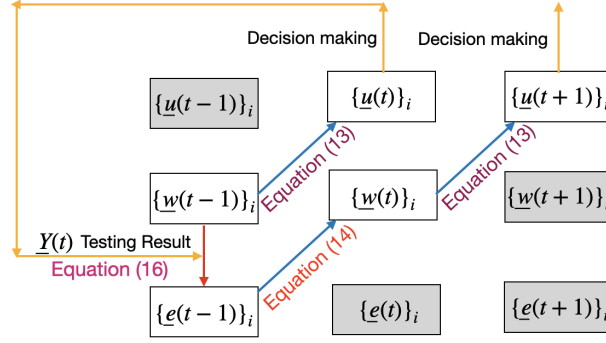 Decision making
Decision making
{u(t − 1)}i
{u(t)}i
{u(t + 1)}i
Equation (13)
Equation (13)
{w(t − 1)}i
{w(t)}i
{w(t + 1)}
Y(t) Testing Result
Equation (16)
Equation (14)
{e(t − 1)}i
{e(t)}i
{e(t + 1)}i